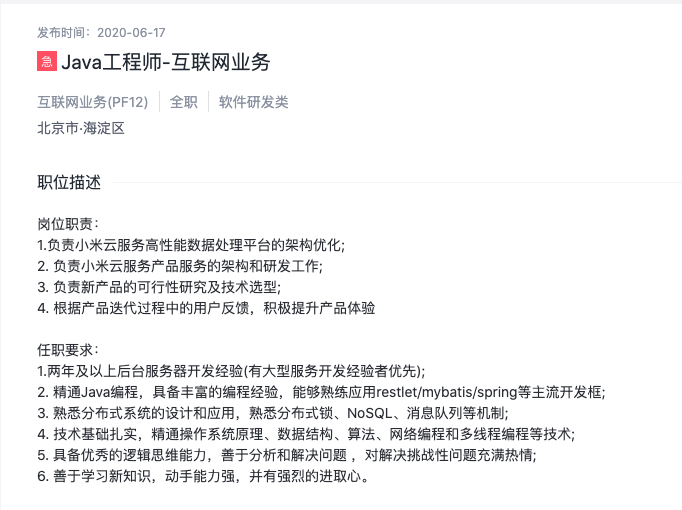 发布时间：2020-06-17
急 Java工程师-互联网业务
互联网业务(PF12) 全职 软件研发类
北京市·海淀区
职位描述
岗位职责：
1.负责小米云服务高性能数据处理平台的架构优化;
2. 负责小米云服务产品服务的架构和研发工作;
3. 负责新产品的可行性研究及技术选型;
4. 根据产品迭代过程中的用户反馈，积极提升产品体验
任职要求：
1.两年及以上后台服务器开发经验(有大型服务开发经验者优先);
2. 精通Java编程，具备丰富的编程经验，能够熟练应用restlet/mybatis/spring等主流开发框;
3. 熟悉分布式系统的设计和应用，熟悉分布式锁、NoSQL、消息队列等机制;
4. 技术基础扎实，精通操作系统原理、数据结构、算法、网络编程和多线程编程等技术;
5. 具备优秀的逻辑思维能力，善于分析和解决问题 ，对解决挑战性问题充满热情;
6. 善于学习新知识，动手能力强，并有强烈的进取心。